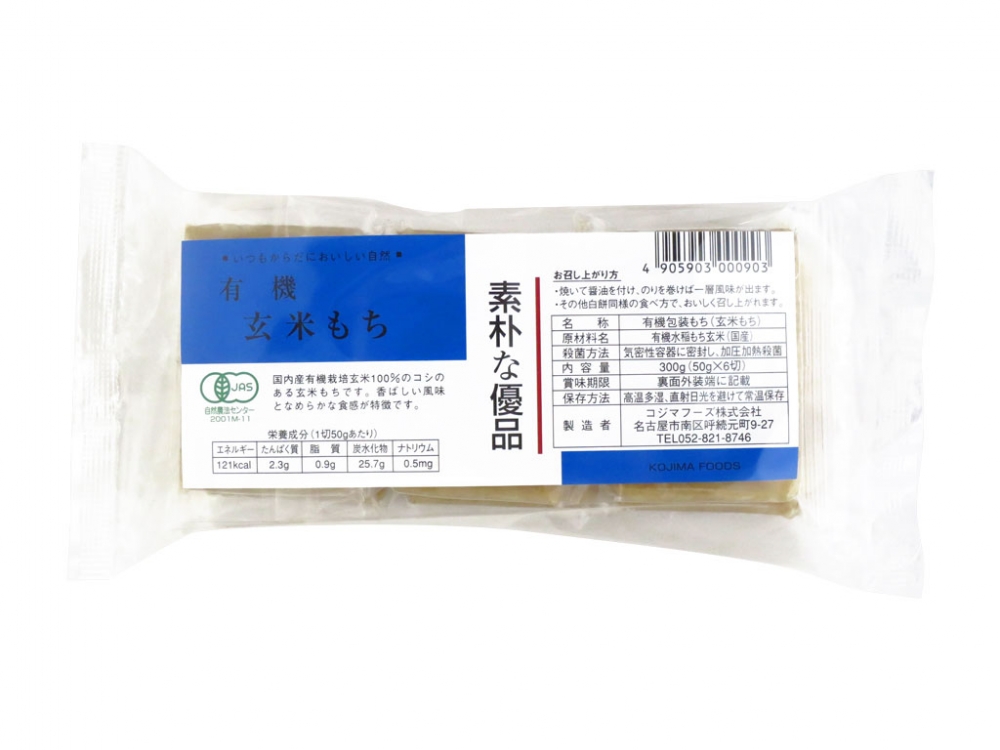 ■いつもからだにおいしい自然■
有機
玄米もち
JAS
自然農法センター
2001M-11
国内産有機栽培玄米100%のコシの
ある玄米もちです。香ばしい風味
となめらかな食感が特徴です。
栄養成分(1切50gあたり)
エネルギー たんぱく質 脂質 炭水化物 ナトリウム
121kcal 2.3g 0.9g 25.7g 0.5mg
素朴な優品
4 905903 000903
お召し上がり方
・焼いて醤油を付け、のりを巻けば一層風味が出ます。
・その他白餅同様の食べ方で、おいしく召し上がれます。
名称 有機包装もち(玄米もち)
原材料名 有機水稲もち玄米(国産)
殺菌方法 気密性容器に密封し、加圧加熱殺菌
内容量 300g(50g×6切)
賞味期限 裏面外装端に記載
保存方法 高温多湿、直射日光を避けて常温保存
製造者 コジマフーズ株式会社
名古屋市南区呼続元町9-27
TEL052-821-8746
KOJIMA FOODS